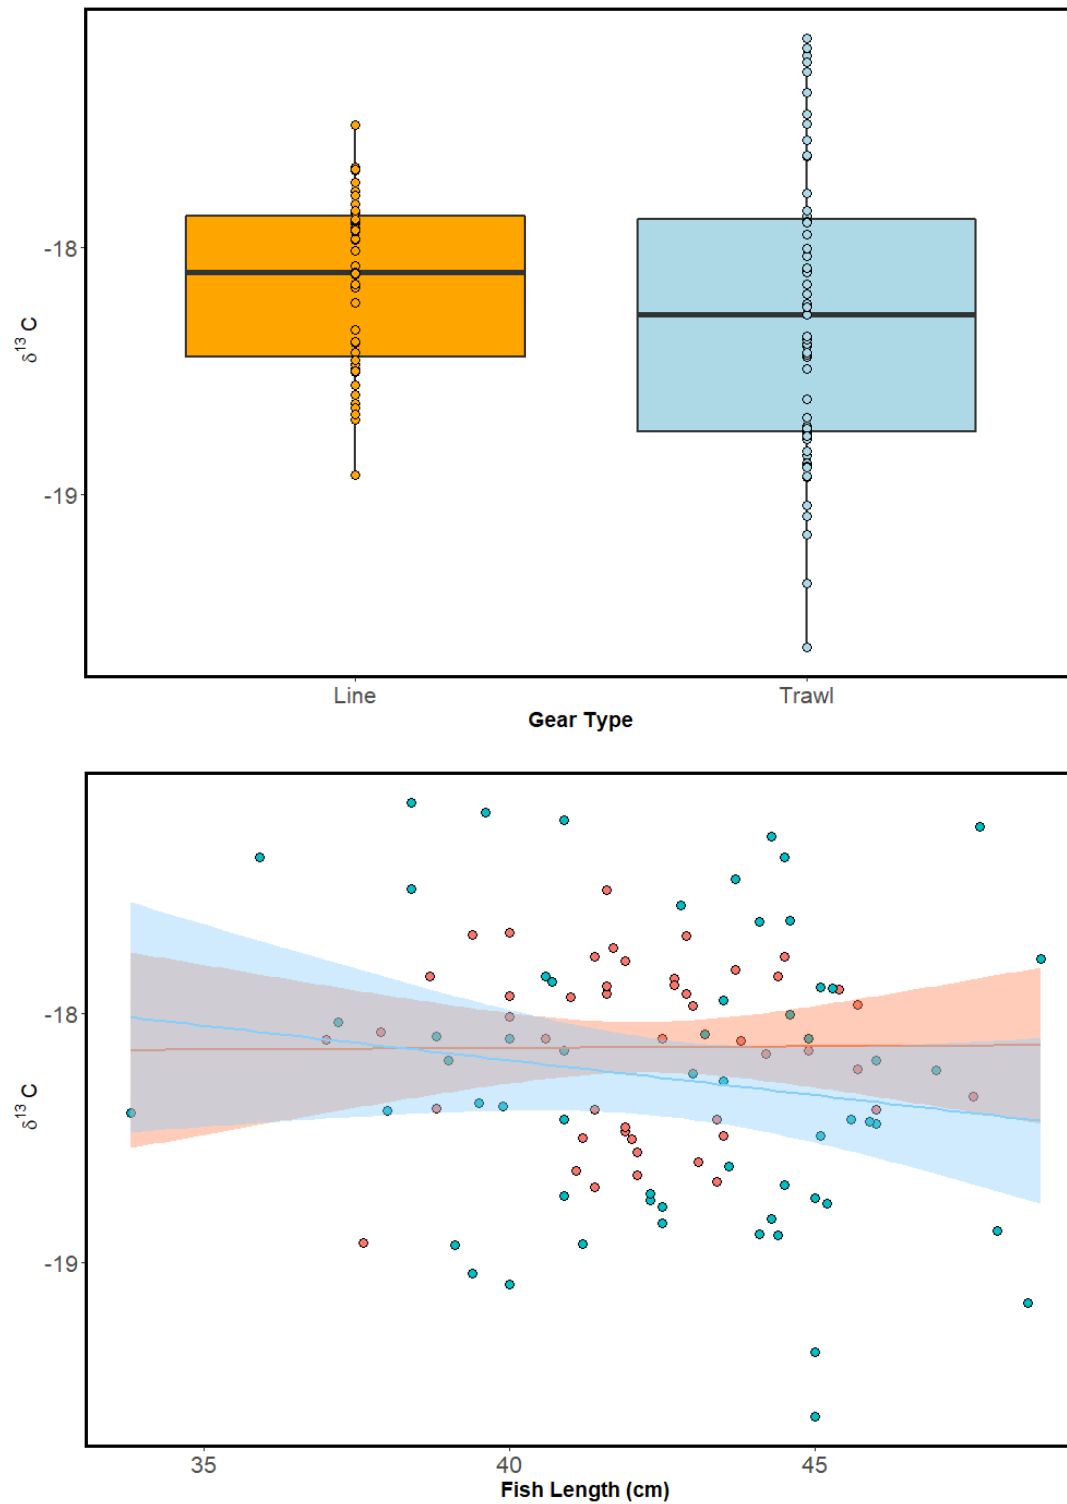 -18
-19
δ¹³ C
Line Trawl
Gear Type
-18
-19
δ¹³ C
35 40 45
Fish Length (cm)